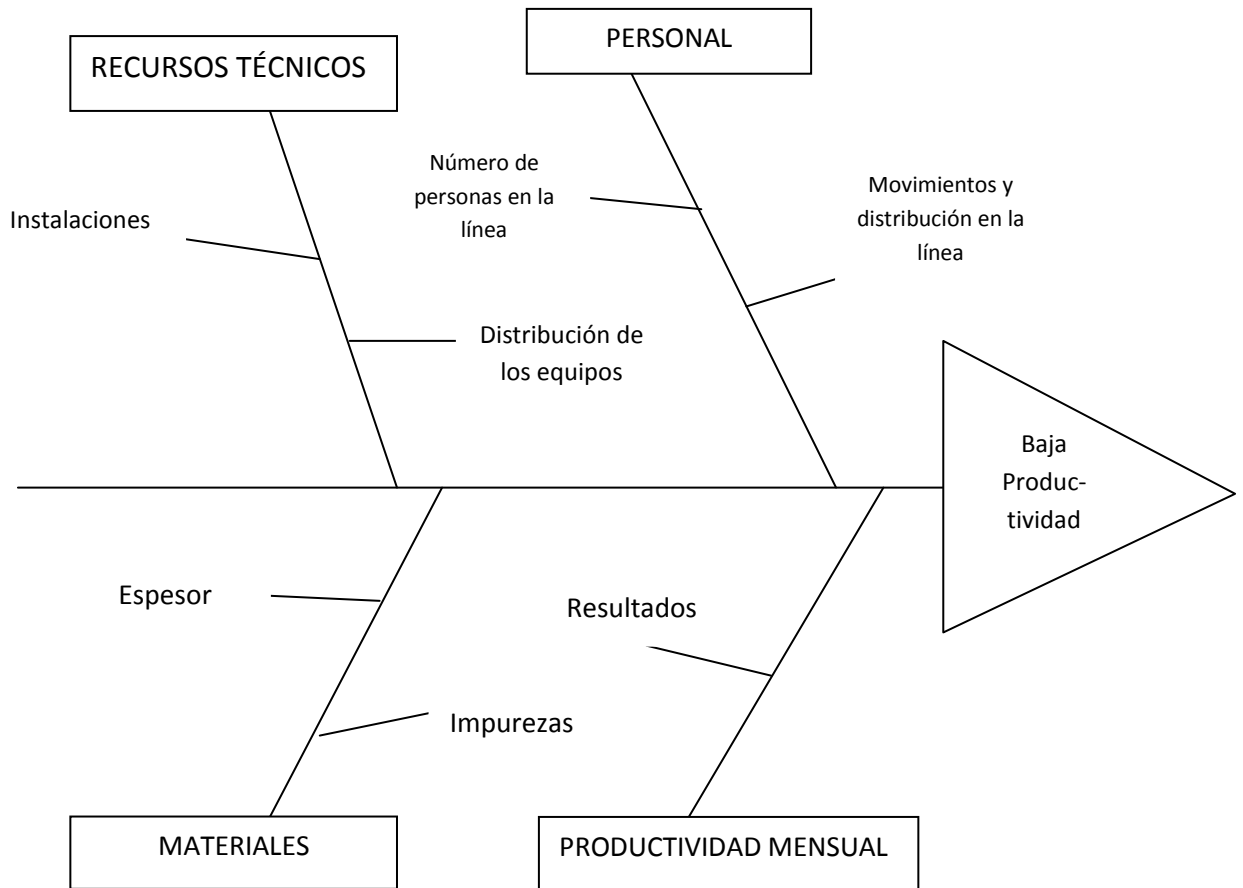 PERSONAL
RECURSOS TÉCNICOS
Número de
personas en la
línea
Movimientos y
distribución en la
línea
Instalaciones
Distribución de
los equipos
Baja
Produc-
tividad
Espesor
Resultados
Impurezas
MATERIALES
PRODUCTIVIDAD MENSUAL